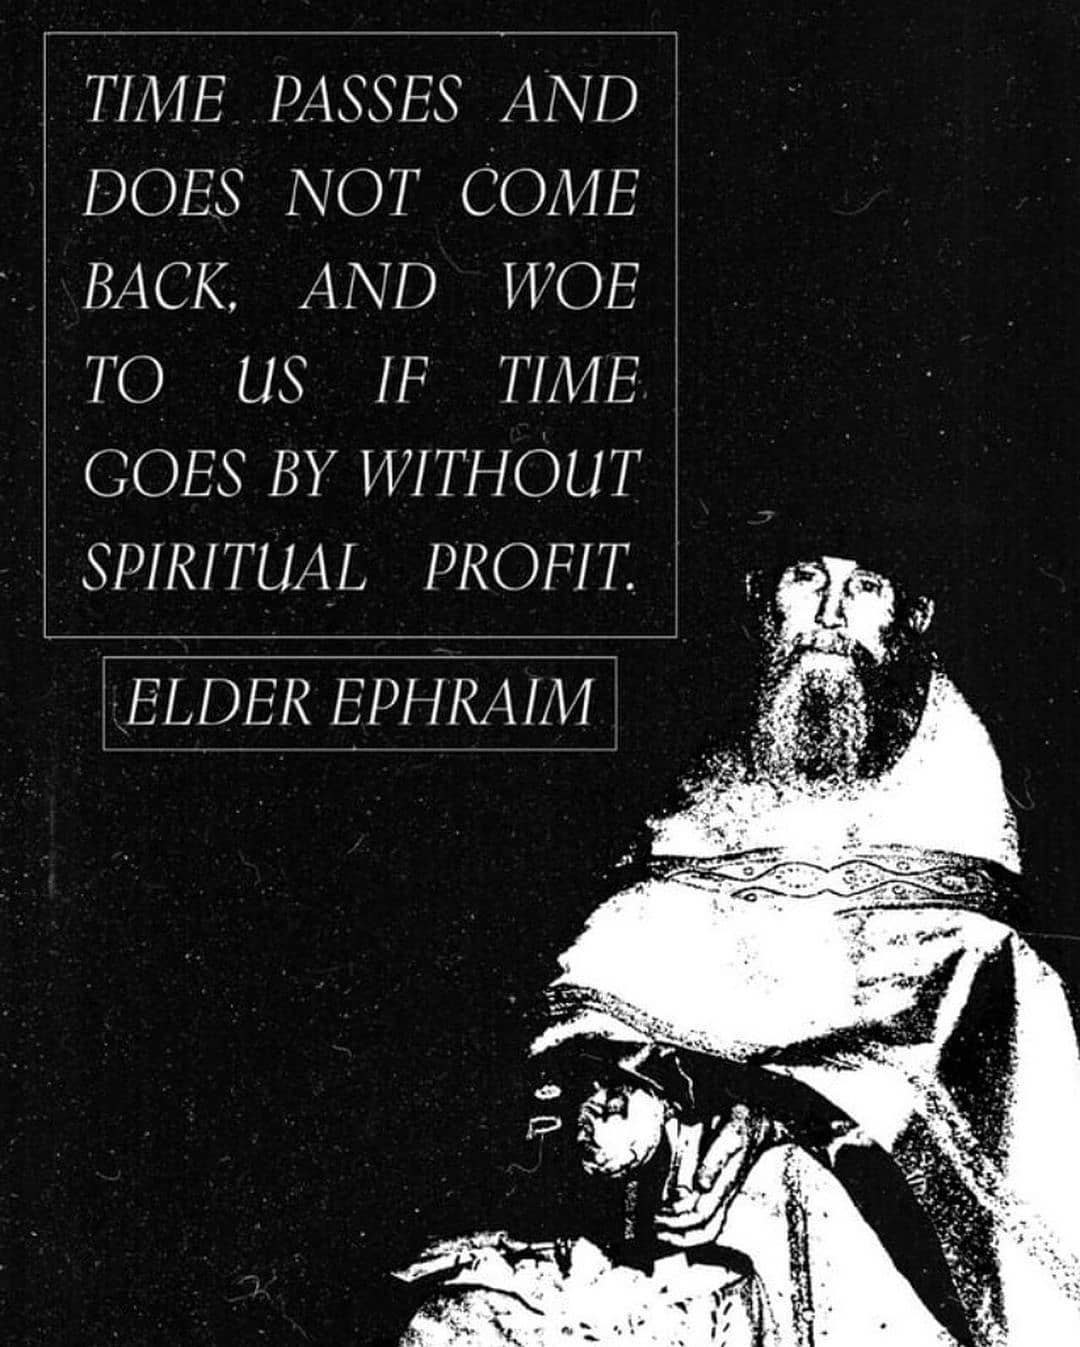 TIME PASSES AND
DOES NOT COME
BACK, AND WOE
TO US IF TIME
GOES BY WITHOUT
SPIRITUAL PROFIT.
ELDER EPHRAIM